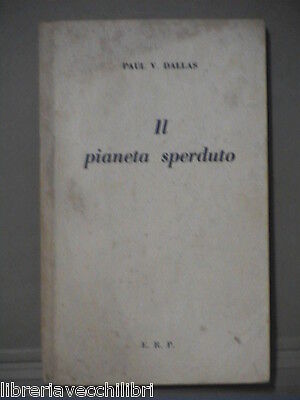 PAUL V. DALLAS
Il
pianeta sperduto
E. R. P.
libreriavecchilibri